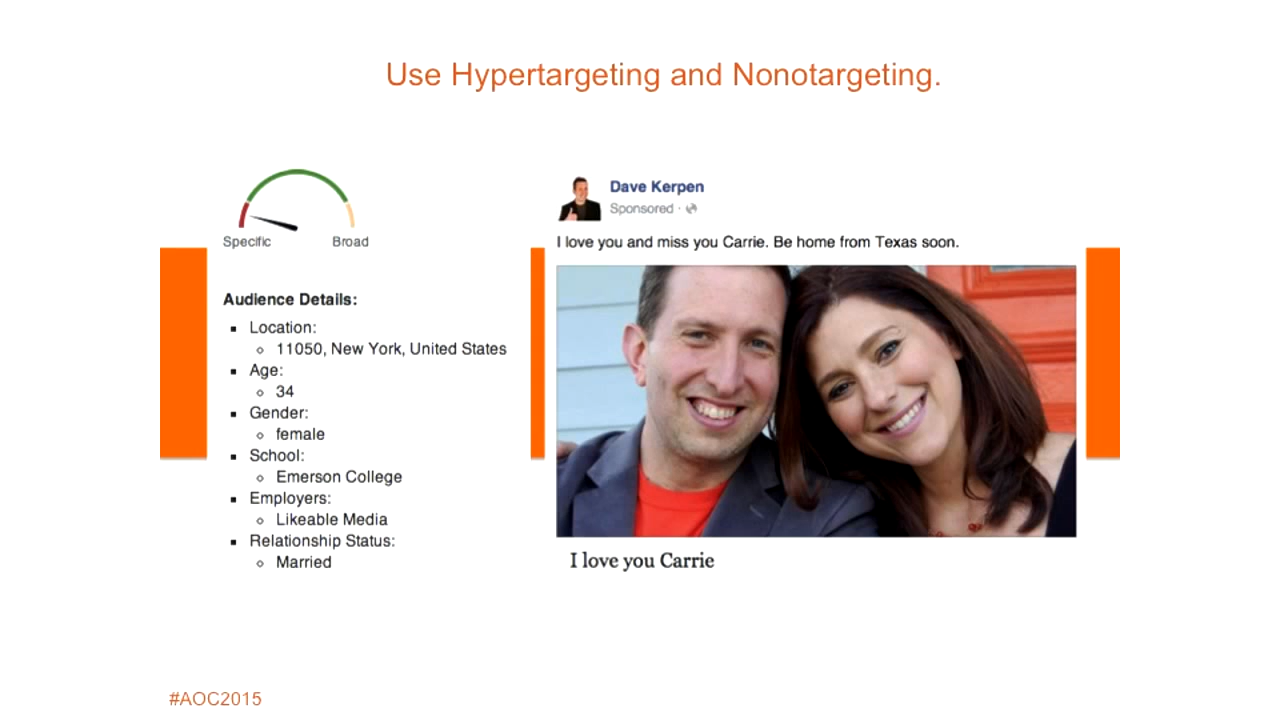 Use Hypertargeting and Nonotargeting.
Specific
Broad
Audience Details:
Location:
11050, New York, United States
Age:
34
Gender:
female
School:
Emerson College
Employers:
Likeable Media
Relationship Status:
Married
Dave Kerpen
Sponsored ·
I love you and miss you Carrie. Be home from Texas soon.
I love you Carrie
#AOC2015